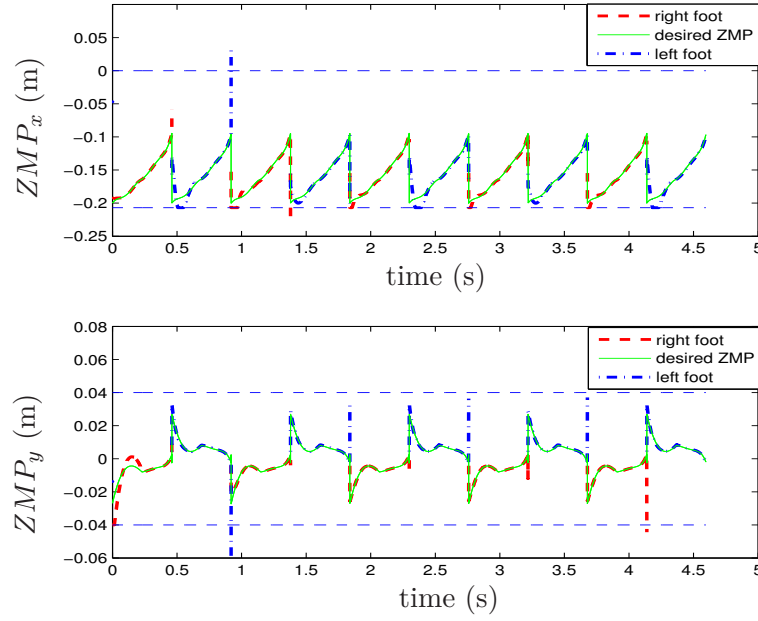 right foot
desired ZMP
left foot
0.05
0
−0.05
−0.1
−0.15
−0.2
−0.25
ZMP_x (m)
0 0.5 1 1.5 2 2.5 3 3.5 4 4.5 5
time (s)
right foot
desired ZMP
left foot
0.08
0.06
0.04
0.02
0
−0.02
−0.04
−0.06
ZMP_y (m)
0 0.5 1 1.5 2 2.5 3 3.5 4 4.5 5
time (s)